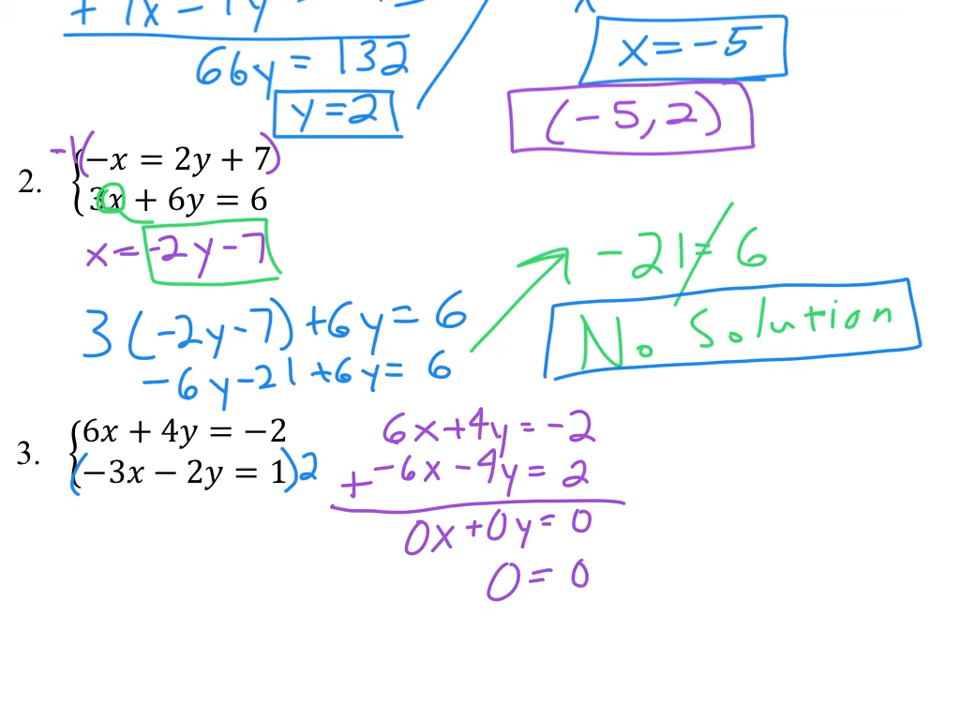 66y = 132
y = 2
x = -5
(-5, 2)
2. -1(-x = 2y + 7)
3x + 6y = 6
x = -2y - 7
3(-2y - 7) + 6y = 6
-6y - 21 + 6y = 6
-21 = 6
No Solution
3. 6x + 4y = −2
(−3x − 2y = 1)2
6x + 4y = -2
+ -6x - 4y = 2
0x + 0y = 0
0 = 0